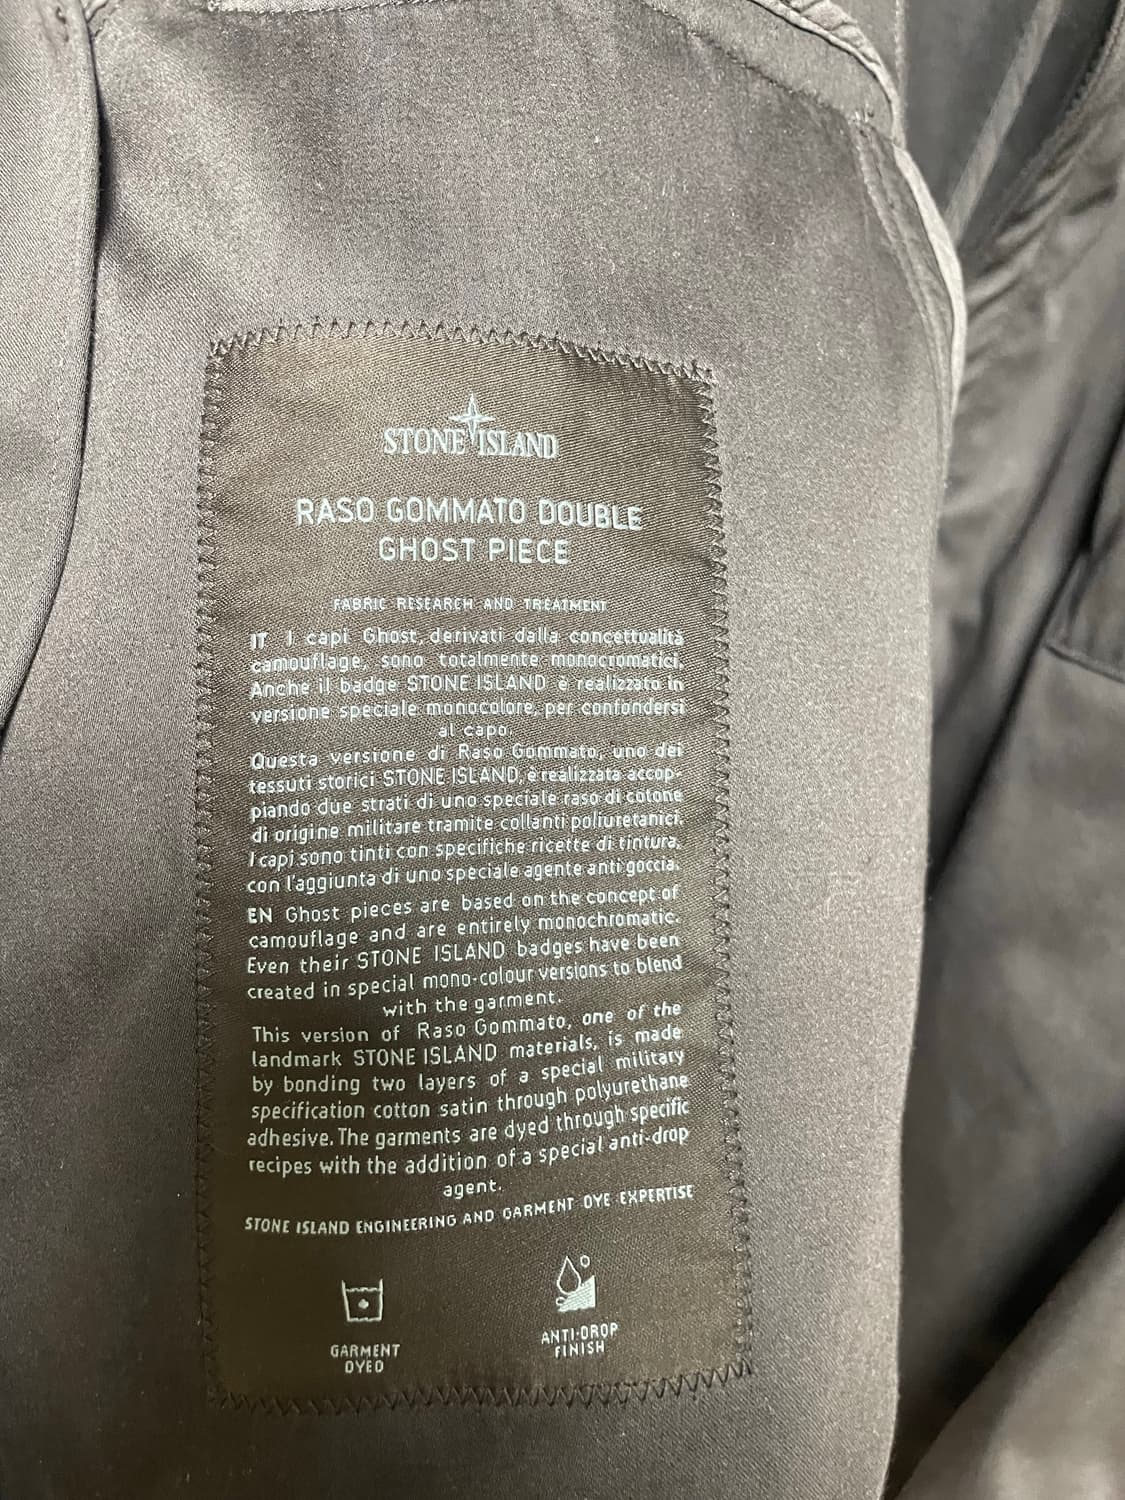 STONE ISLAND
RASO GOMMATO DOUBLE
GHOST PIECE
FABRIC RESEARCH AND TREATMENT
IT I capi Ghost, derivati dalla concettualità
camouflage, sono totalmente monocromatici.
Anche il badge STONE ISLAND è realizzato in
versione speciale monocolore, per confondersi
al capo.
Questa versione di Raso Gommato, uno dei
tessuti storici STONE ISLAND, è realizzata accop-
piando due strati di uno speciale raso di cotone
di origine militare tramite collanti poliuretanici.
I capi sono tinti con specifiche ricette di tintura,
con l'aggiunta di uno speciale agente anti goccia.
EN Ghost pieces are based on the concept of
camouflage and are entirely monochromatic.
Even their STONE ISLAND badges have been
created in special mono-colour versions to blend
with the garment.
This version of Raso Gommato, one of the
landmark STONE ISLAND materials, is made
by bonding two layers of a special military
specification cotton satin through polyurethane
adhesive. The garments are dyed through specific
recipes with the addition of a special anti-drop
agent.
STONE ISLAND ENGINEERING AND GARMENT DYE EXPERTISE
GARMENT
DYED
ANTI-DROP
FINISH